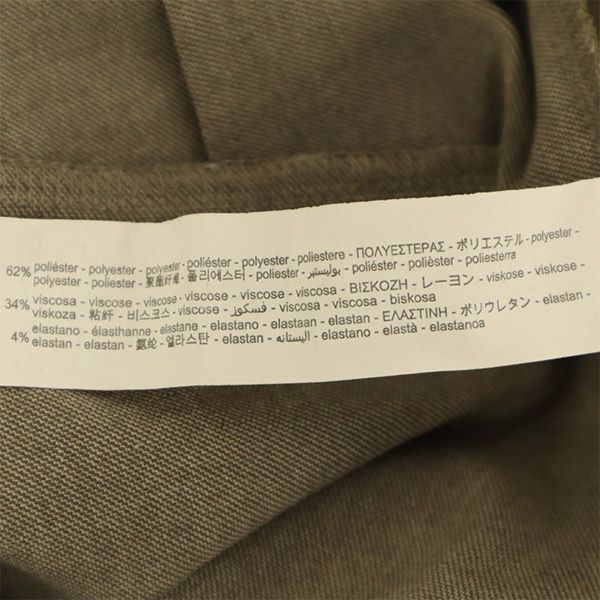 62% poliéster - polyester - polyester - poliéster - polyester - poliestere - ΠΟΛΥΕΣΤΕΡΑΣ - ポリエステル - polyester -
polyester - poliester - 聚酯纤维 - 폴리에스터 - poliester - بوليستير - poliéster - polièster - poliesterra
34% viscosa - viscose - viscose - viscose - viscose - viscosa - ΒΙΣΚΟΖΗ - レーヨン - viskose - viskose -
viskoza - 粘纤 - 비스코스 - viscosa - فسكوز - viscosa - viscosa - biskosa
4% elastano - élasthanne - elastane - elastano - elastaan - elastan - ΕΛΑΣΤΙΝΗ - ポリウレタン - elastan -
elastan - elastan - 氨纶 - 엘라스탄 - elastan - اليستانه - elastano - elastà - elastanoa